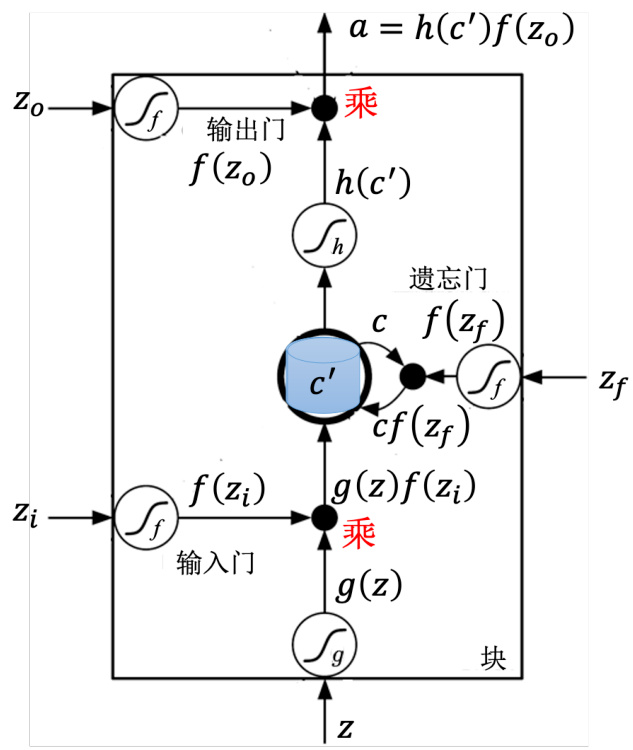 a = h(c′)f(z_o)
z_o
f
乘
输出门
f(z_o)
h(c′)
h
遗忘门
c
f(z_f)
c′
f
z_f
cf(z_f)
f(z_i)
g(z)f(z_i)
z_i
f
乘
输入门
g(z)
g
块
z